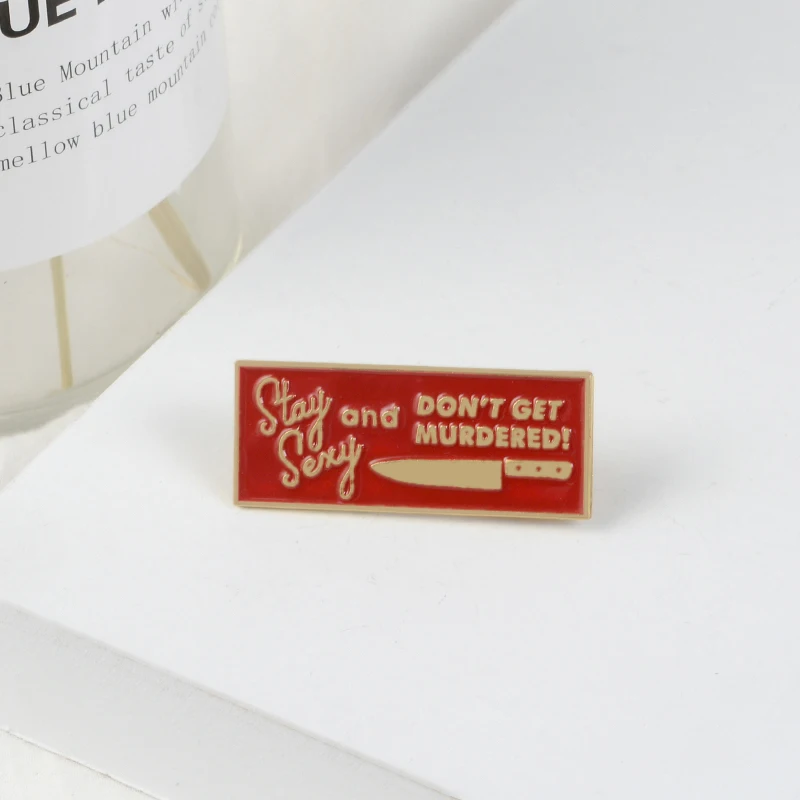 UE
Blue Mountain
classical taste of
mellow blue mountain
Stay and DON'T GET
Sexy MURDERED!